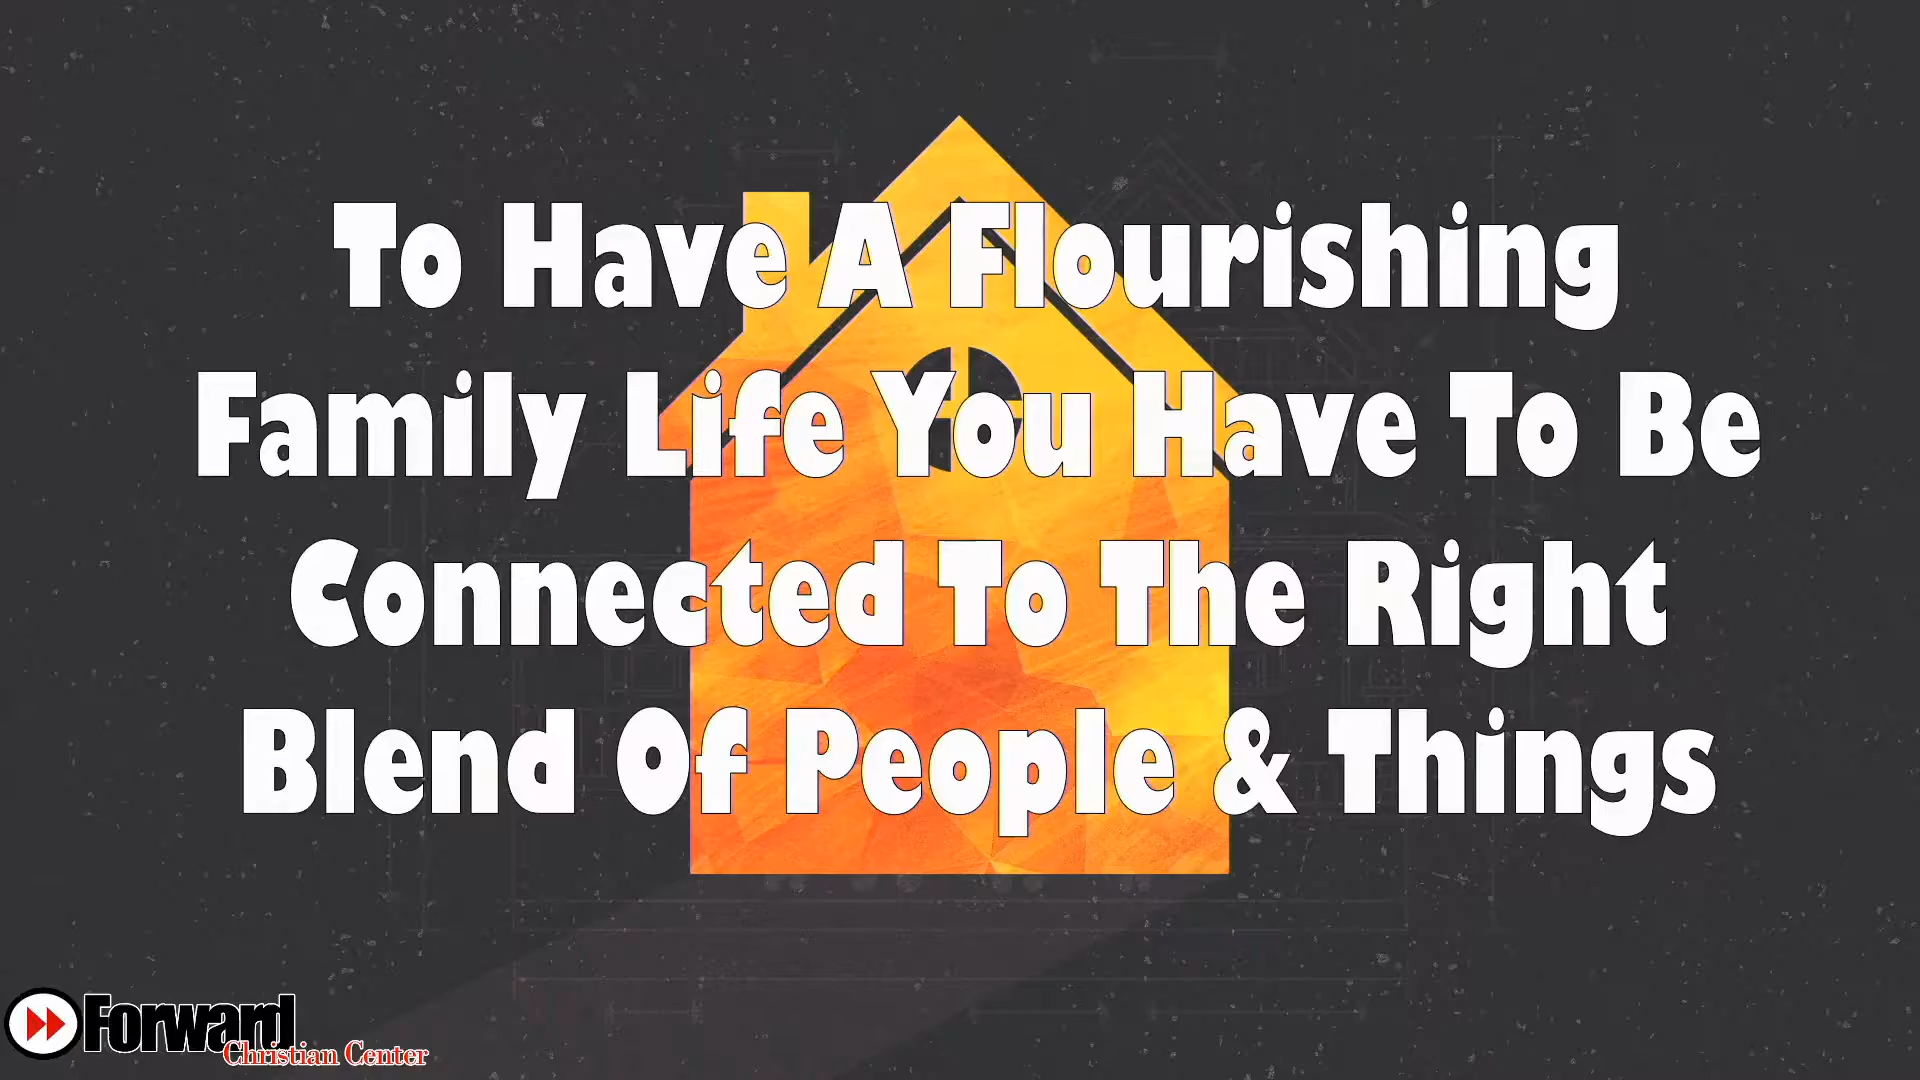 To Have A Flourishing
Family Life You Have To Be
Connected To The Right
Blend Of People & Things
Forward
Christian Center